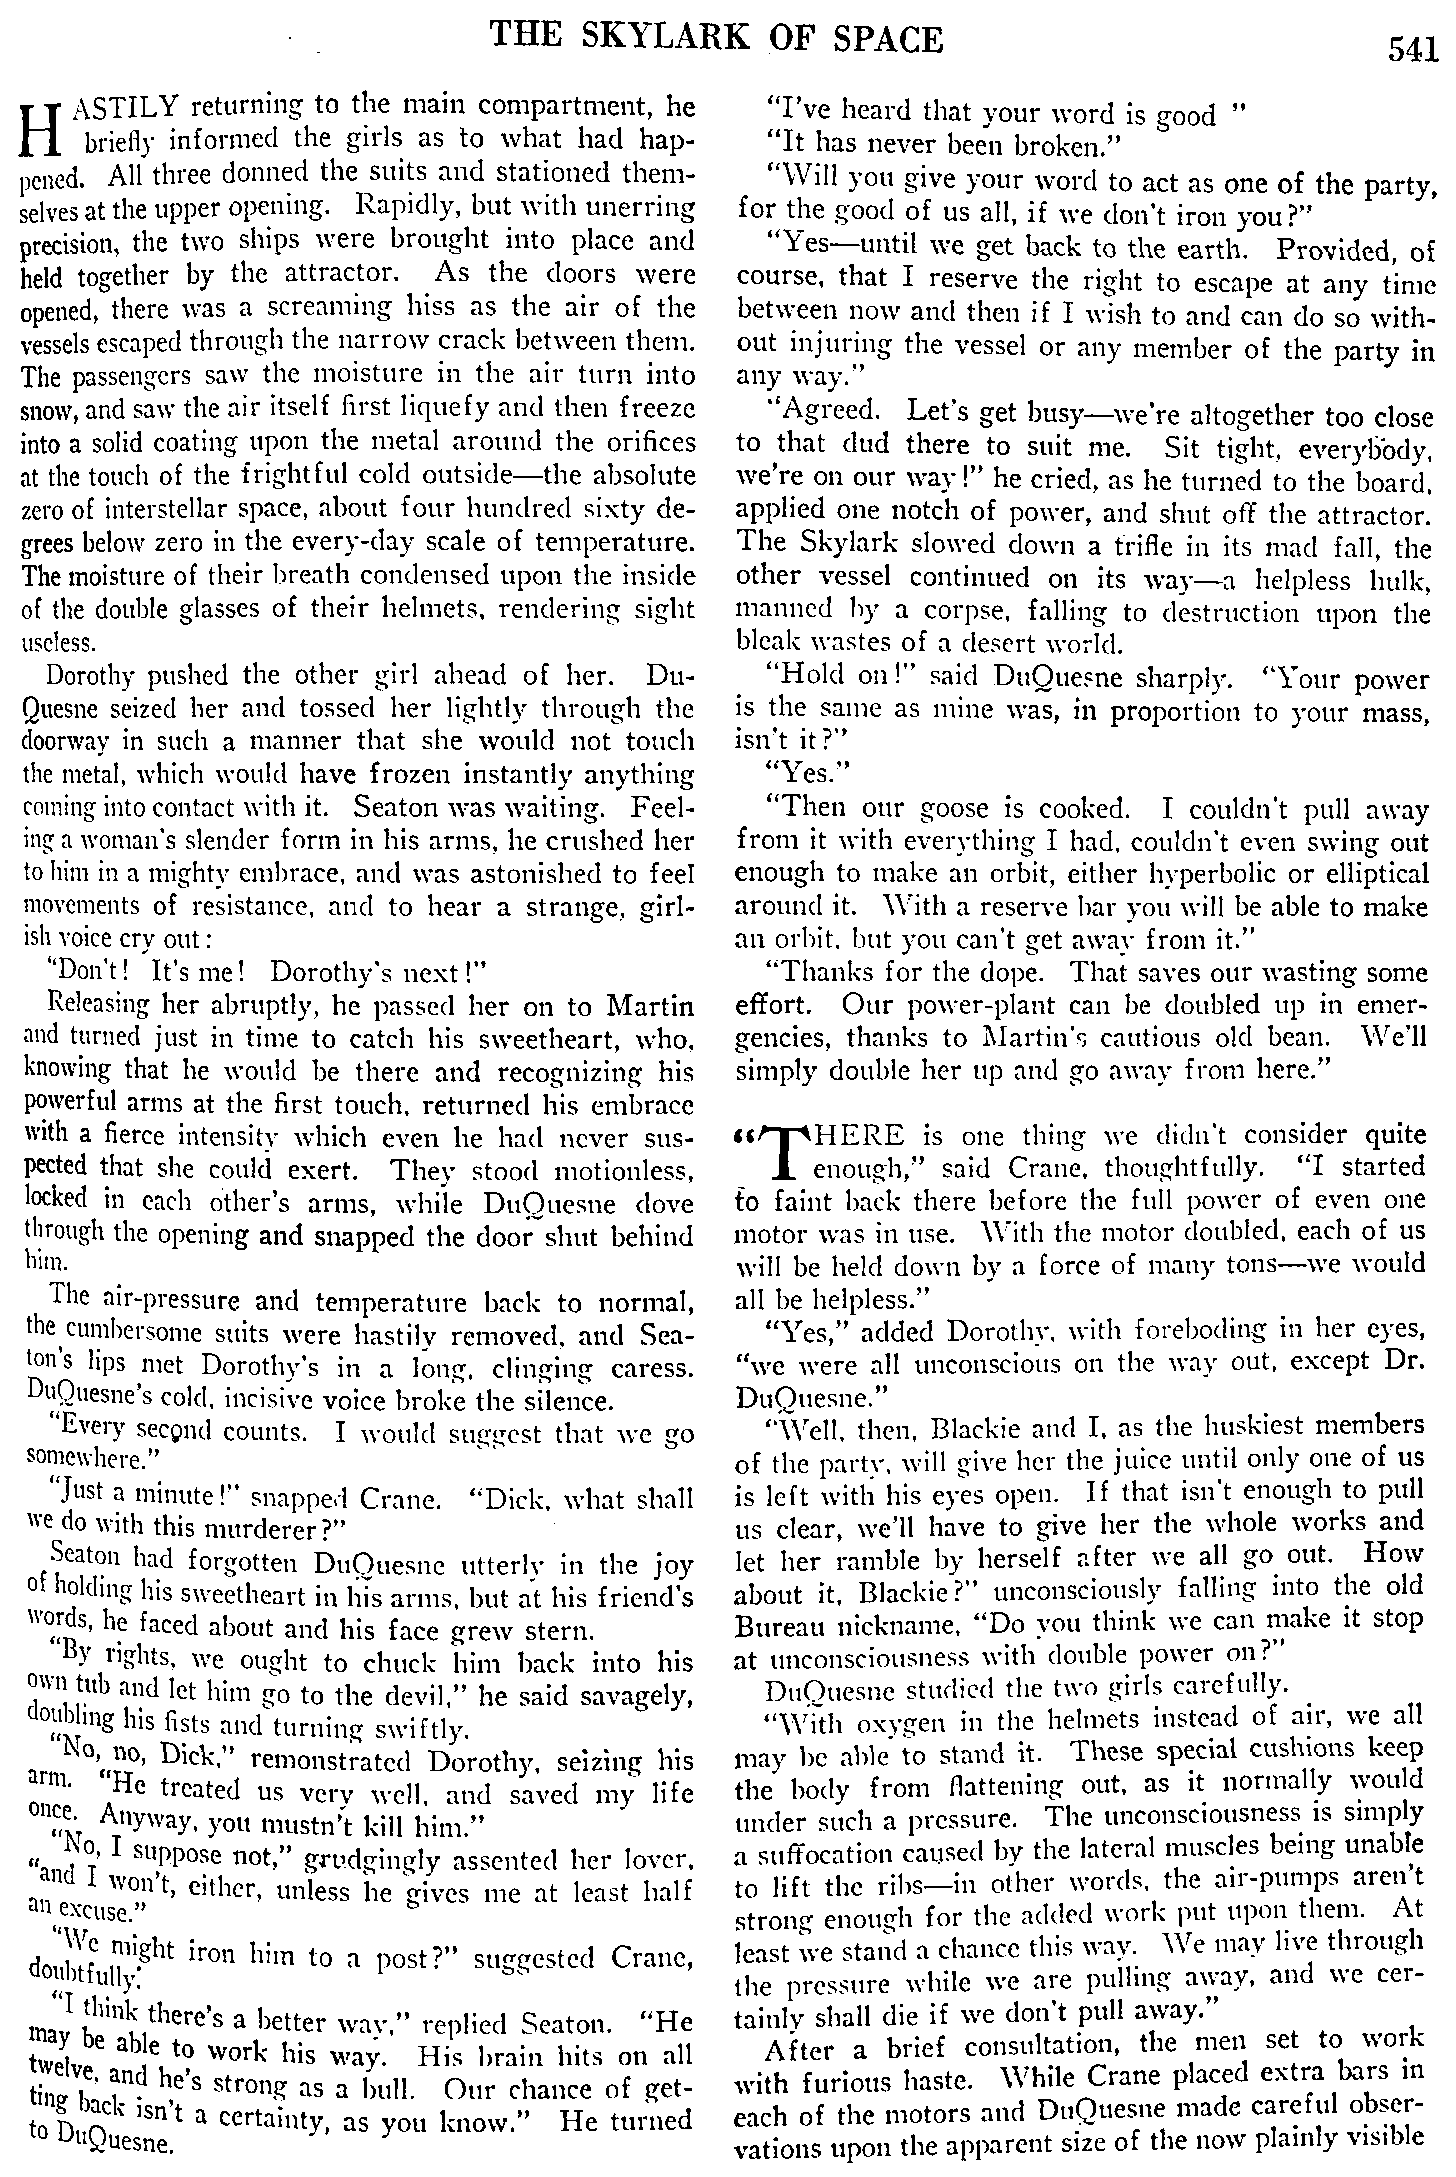 THE SKYLARK OF SPACE
541
HASTILY returning to the main compartment, he
briefly informed the girls as to what had hap-
pened. All three donned the suits and stationed them-
selves at the upper opening. Rapidly, but with unerring
precision, the two ships were brought into place and
held together by the attractor. As the doors were
opened, there was a screaming hiss as the air of the
vessels escaped through the narrow crack between them.
The passengers saw the moisture in the air turn into
snow, and saw the air itself first liquefy and then freeze
into a solid coating upon the metal around the orifices
at the touch of the frightful cold outside—the absolute
zero of interstellar space, about four hundred sixty de-
grees below zero in the every-day scale of temperature.
The moisture of their breath condensed upon the inside
of the double glasses of their helmets, rendering sight
useless.
Dorothy pushed the other girl ahead of her. Du-
Quesne seized her and tossed her lightly through the
doorway in such a manner that she would not touch
the metal, which would have frozen instantly anything
coming into contact with it. Seaton was waiting. Feel-
ing a woman's slender form in his arms, he crushed her
to him in a mighty embrace, and was astonished to feel
movements of resistance, and to hear a strange, girl-
ish voice cry out:
"Don't! It's me! Dorothy's next!"
Releasing her abruptly, he passed her on to Martin
and turned just in time to catch his sweetheart, who,
knowing that he would be there and recognizing his
powerful arms at the first touch, returned his embrace
with a fierce intensity which even he had never sus-
pected that she could exert. They stood motionless,
locked in each other's arms, while DuQuesne dove
through the opening and snapped the door shut behind
him.
The air-pressure and temperature back to normal,
the cumbersome suits were hastily removed, and Sea-
ton's lips met Dorothy's in a long, clinging caress.
DuQuesne's cold, incisive voice broke the silence.
"Every second counts. I would suggest that we go
somewhere."
"Just a minute!" snapped Crane. "Dick, what shall
we do with this murderer?"
Seaton had forgotten DuQuesne utterly in the joy
of holding his sweetheart in his arms, but at his friend's
words, he faced about and his face grew stern.
"By rights, we ought to chuck him back into his
own tub and let him go to the devil," he said savagely,
doubling his fists and turning swiftly.
"No, no, Dick," remonstrated Dorothy, seizing his
arm. "He treated us very well, and saved my life
once. Anyway, you mustn't kill him."
"No, I suppose not," grudgingly assented her lover,
"and I won't, either, unless he gives me at least half
an excuse."
"We might iron him to a post?" suggested Crane,
doubtfully.
"I think there's a better way," replied Seaton. "He
may be able to work his way. His brain hits on all
twelve, and he's strong as a bull. Our chance of get-
ting back isn't a certainty, as you know." He turned
to DuQuesne.
"I've heard that your word is good "
"It has never been broken."
"Will you give your word to act as one of the party,
for the good of us all, if we don't iron you?"
"Yes—until we get back to the earth. Provided, of
course, that I reserve the right to escape at any time
between now and then if I wish to and can do so with-
out injuring the vessel or any member of the party in
any way."
"Agreed. Let's get busy—we're altogether too close
to that dud there to suit me. Sit tight, everybody,
we're on our way!" he cried, as he turned to the board,
applied one notch of power, and shut off the attractor.
The Skylark slowed down a trifle in its mad fall, the
other vessel continued on its way—a helpless hulk,
manned by a corpse, falling to destruction upon the
bleak wastes of a desert world.
"Hold on!" said DuQuesne sharply. "Your power
is the same as mine was, in proportion to your mass,
isn't it?"
"Yes."
"Then our goose is cooked. I couldn't pull away
from it with everything I had, couldn't even swing out
enough to make an orbit, either hyperbolic or elliptical
around it. With a reserve bar you will be able to make
an orbit, but you can't get away from it."
"Thanks for the dope. That saves our wasting some
effort. Our power-plant can be doubled up in emer-
gencies, thanks to Martin's cautious old bean. We'll
simply double her up and go away from here."
"THERE is one thing we didn't consider quite
enough," said Crane, thoughtfully. "I started
to faint back there before the full power of even one
motor was in use. With the motor doubled, each of us
will be held down by a force of many tons—we would
all be helpless."
"Yes," added Dorothy, with foreboding in her eyes,
"we were all unconscious on the way out, except Dr.
DuQuesne."
"Well, then, Blackie and I, as the huskiest members
of the party, will give her the juice until only one of us
is left with his eyes open. If that isn't enough to pull
us clear, we'll have to give her the whole works and
let her ramble by herself after we all go out. How
about it, Blackie?" unconsciously falling into the old
Bureau nickname, "Do you think we can make it stop
at unconsciousness with double power on?"
DuQuesne studied the two girls carefully.
"With oxygen in the helmets instead of air, we all
may be able to stand it. These special cushions keep
the body from flattening out, as it normally would
under such a pressure. The unconsciousness is simply
a suffocation caused by the lateral muscles being unable
to lift the ribs—in other words, the air-pumps aren't
strong enough for the added work put upon them. At
least we stand a chance this way. We may live through
the pressure while we are pulling away, and we cer-
tainly shall die if we don't pull away."
After a brief consultation, the men set to work
with furious haste. While Crane placed extra bars in
each of the motors and DuQuesne made careful obser-
vations upon the apparent size of the now plainly visible